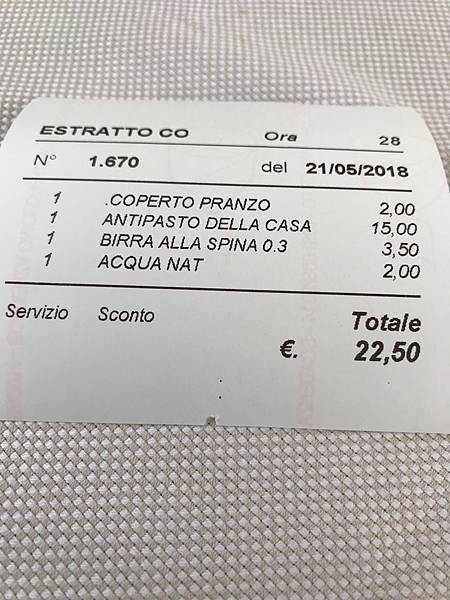 ESTRATTO CO Ora 28
N° 1.670 del 21/05/2018
1 .COPERTO PRANZO 2,00
1 ANTIPASTO DELLA CASA 15,00
1 BIRRA ALLA SPINA 0.3 3,50
1 ACQUA NAT 2,00
Servizio Sconto Totale
€. 22,50